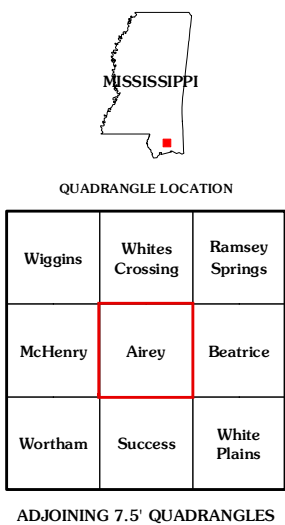 MISSISSIPPI
QUADRANGLE LOCATION
Wiggins
Whites
Crossing
Ramsey
Springs
McHenry
Airey
Beatrice
Wortham
Success
White
Plains
ADJOINING 7.5' QUADRANGLES